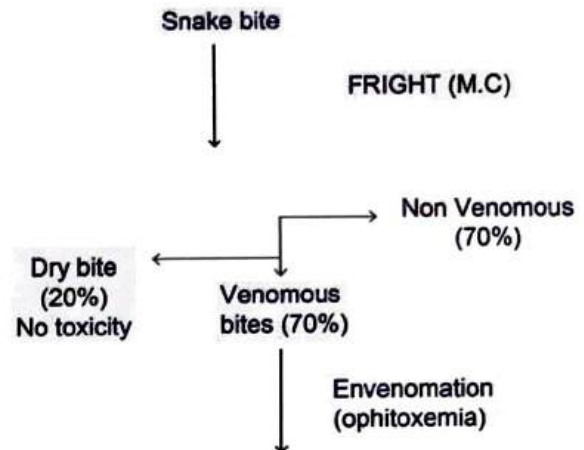 Snake bite
FRIGHT (M.C)
Non Venomous
(70%)
Dry bite
(20%)
No toxicity
Venomous
bites (70%)
Envenomation
(ophitoxemia)